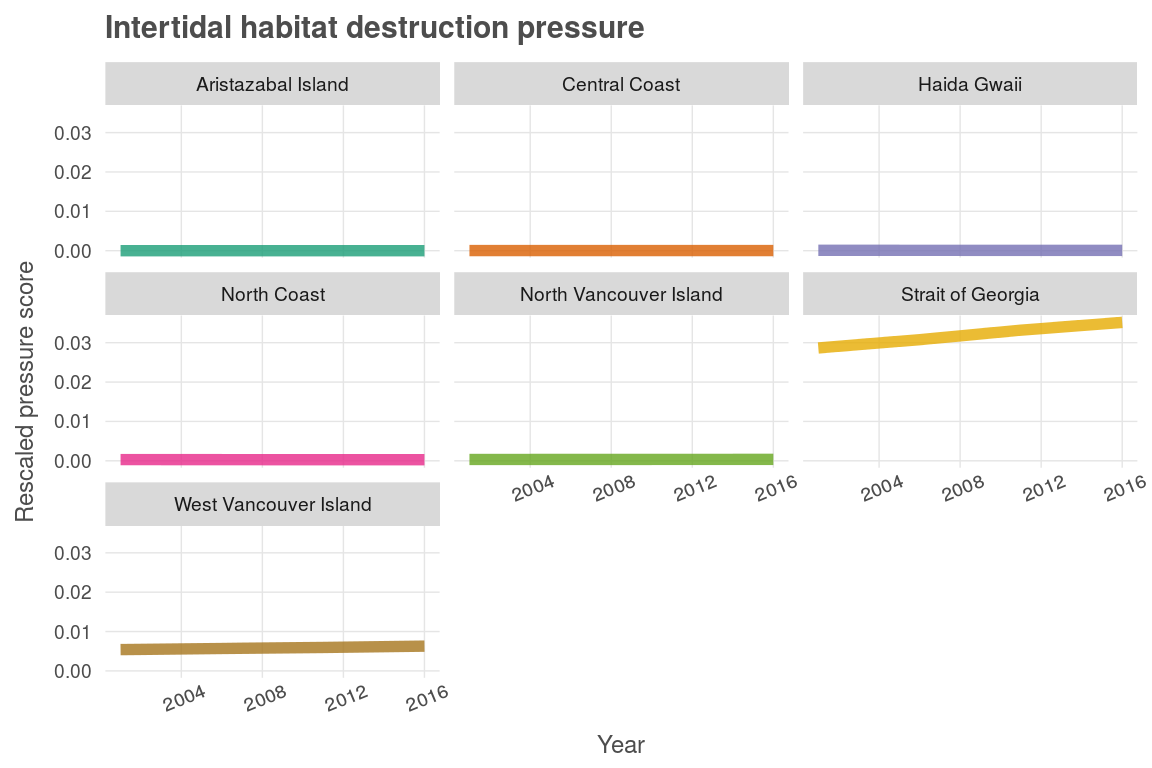 Intertidal habitat destruction pressure
Aristazabal Island
Central Coast
Haida Gwaii
0.03
0.02
0.01
0.00
North Coast
North Vancouver Island
Strait of Georgia
0.03
0.02
0.01
0.00
2004 2008 2012 2016
2004 2008 2012 2016
West Vancouver Island
0.03
0.02
0.01
0.00
2004 2008 2012 2016
Rescaled pressure score
Year